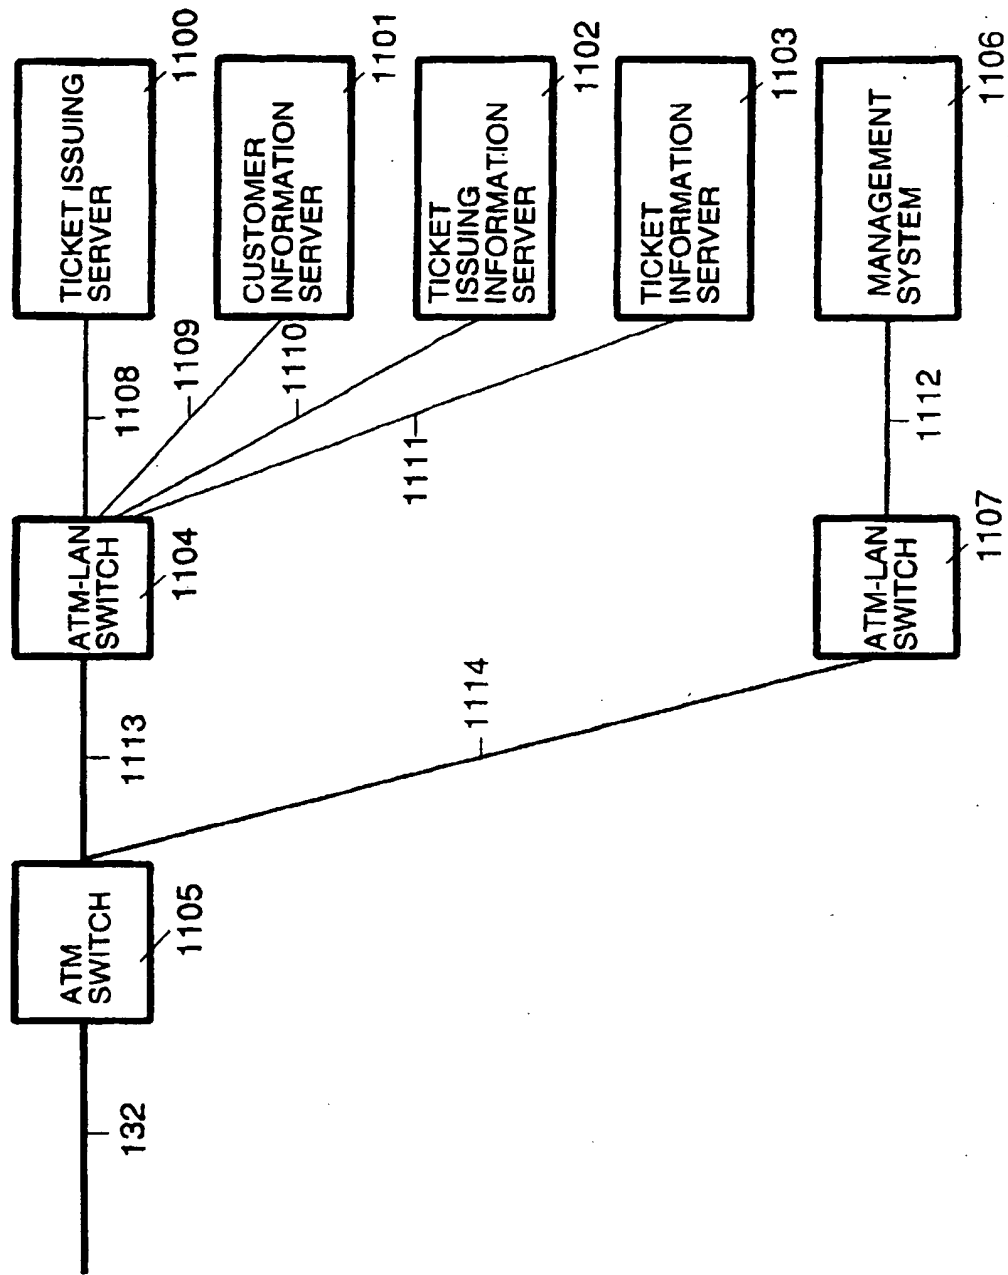 TICKET ISSUING
SERVER
1100
CUSTOMER
INFORMATION
SERVER
1101
TICKET
ISSUING
INFORMATION
SERVER
1102
TICKET
INFORMATION
SERVER
1103
MANAGEMENT
SYSTEM
1106
1108
1109
1110
1111
1112
ATM-LAN
SWITCH
1104
ATM-LAN
SWITCH
1107
1113
1114
ATM
SWITCH
1105
132